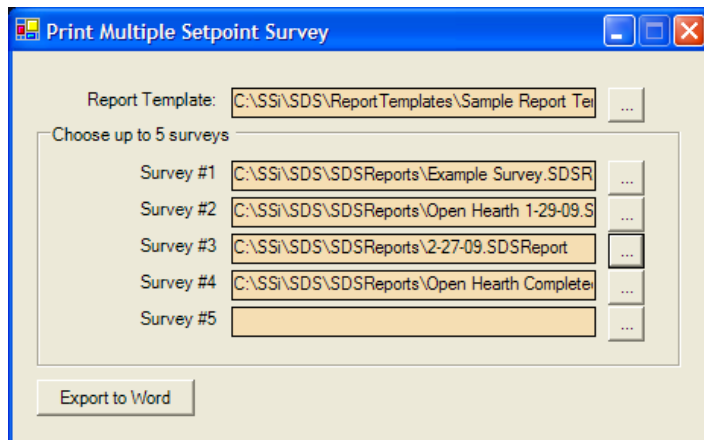 Print Multiple Setpoint Survey
Report Template: C:\SSi\SDS\ReportTemplates\Sample Report Ter ...
Choose up to 5 surveys
Survey #1 C:\SSi\SDS\SDSReports\Example Survey.SDSR ...
Survey #2 C:\SSi\SDS\SDSReports\Open Hearth 1-29-09.S ...
Survey #3 C:\SSi\SDS\SDSReports\2-27-09.SDSReport ...
Survey #4 C:\SSi\SDS\SDSReports\Open Hearth Completed ...
Survey #5 ...
Export to Word